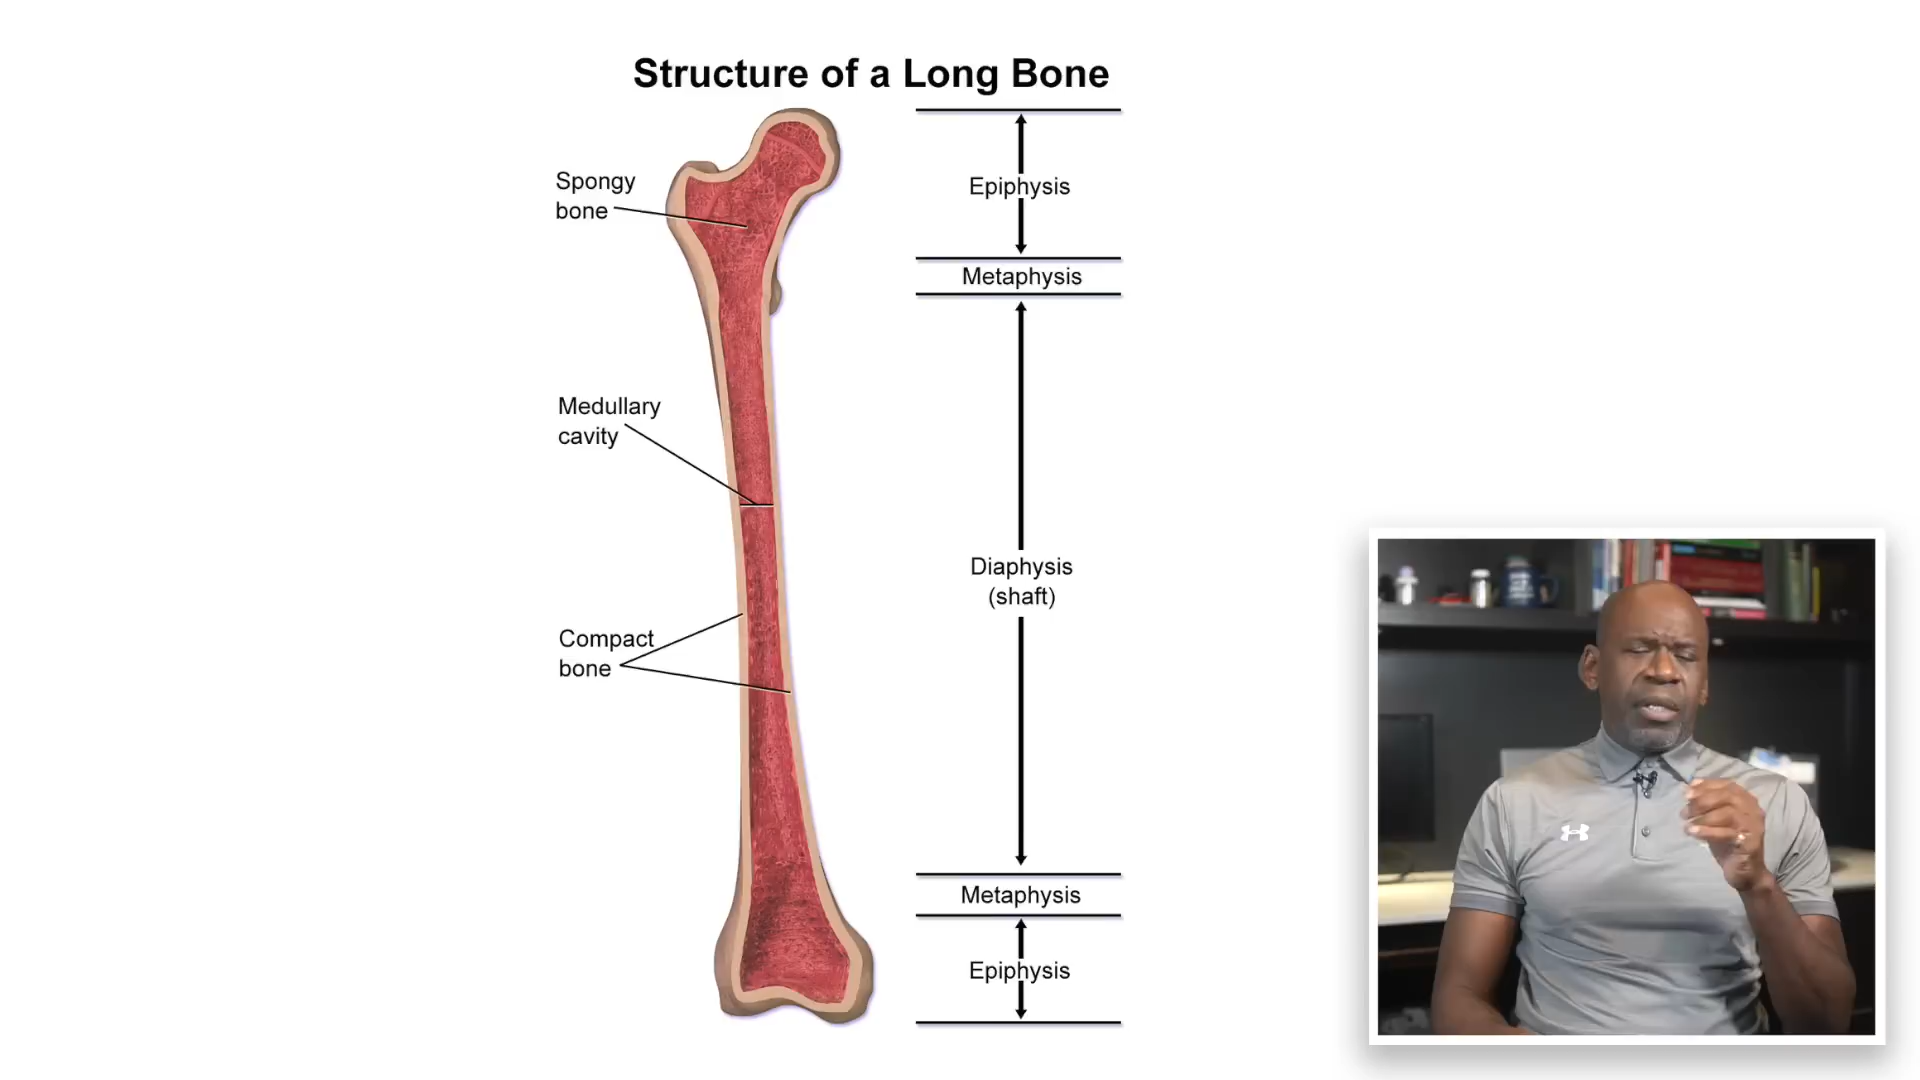 Structure of a Long Bone
Spongy
bone
Medullary
cavity
Compact
bone
Epiphysis
Metaphysis
Diaphysis
(shaft)
Metaphysis
Epiphysis